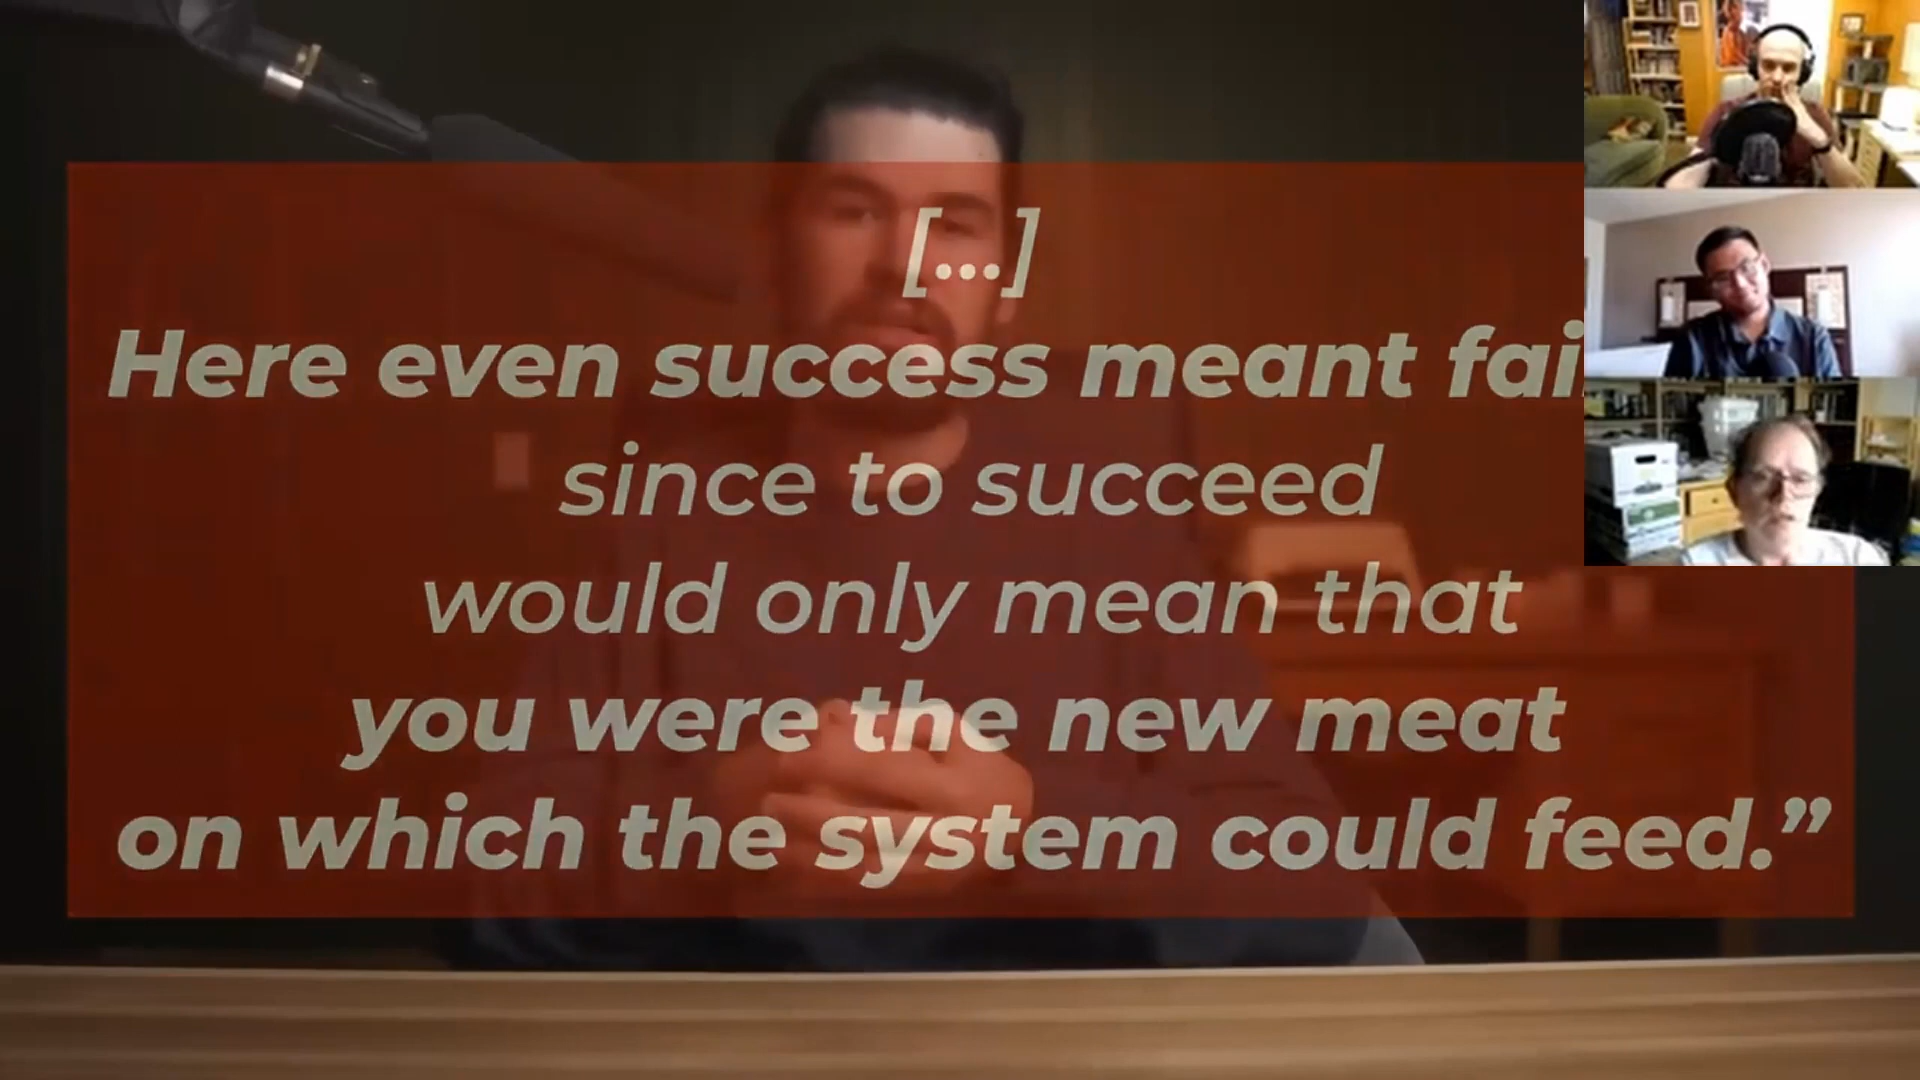 [...]
Here even success meant fai
since to succeed
would only mean that
you were the new meat
on which the system could feed.”